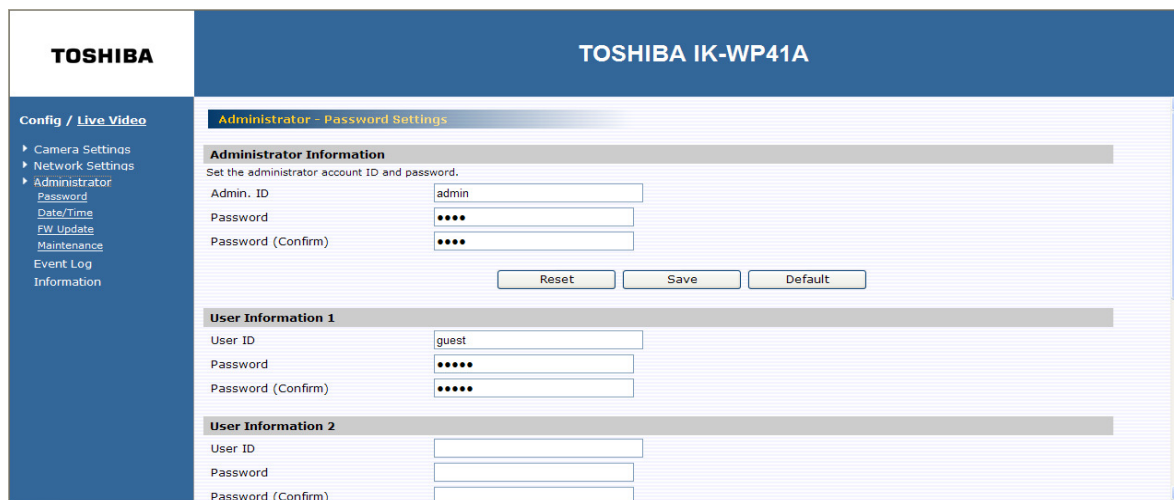 TOSHIBA
TOSHIBA IK-WP41A
Config / Live Video
Camera Settings
Network Settings
Administrator
Password
Date/Time
FW Update
Maintenance
Event Log
Information
Administrator - Password Settings
Administrator Information
Set the administrator account ID and password.
Admin. ID admin
Password ••••
Password (Confirm) ••••
Reset Save Default
User Information 1
User ID guest
Password •••••
Password (Confirm) •••••
User Information 2
User ID
Password
Password (Confirm)